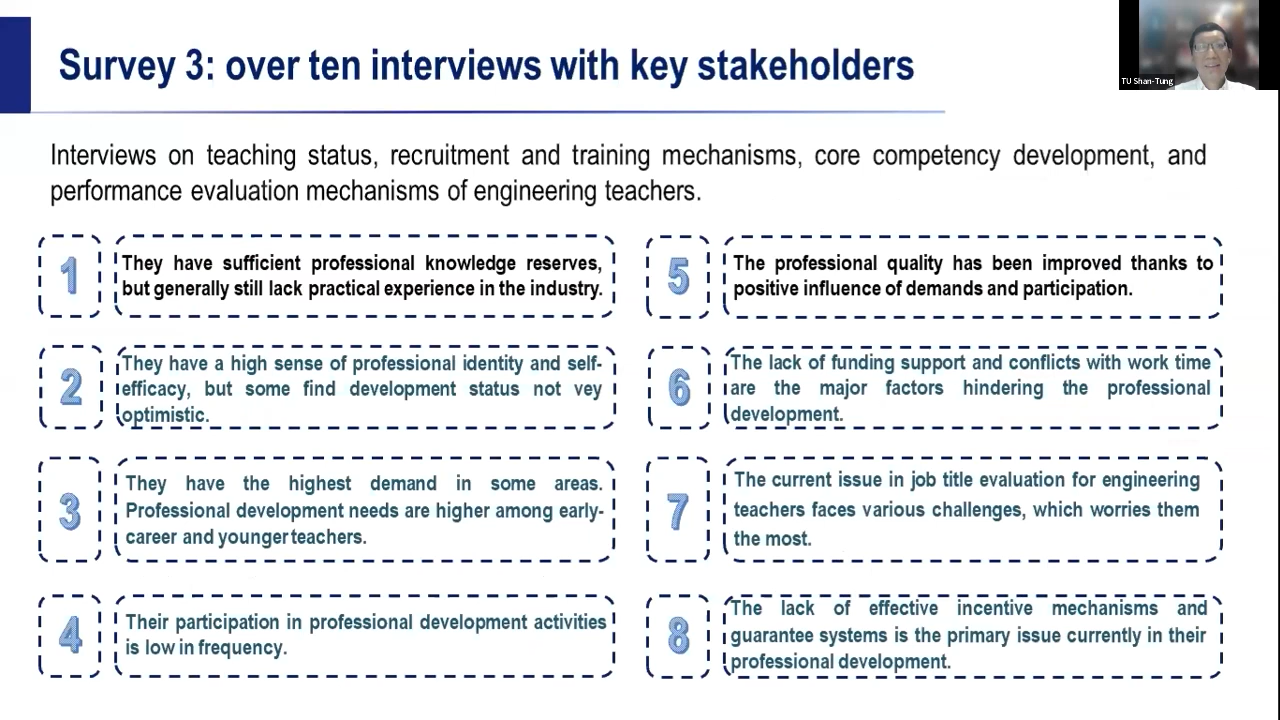 Survey 3: over ten interviews with key stakeholders
TU Shan-Tung
Interviews on teaching status, recruitment and training mechanisms, core competency development, and
performance evaluation mechanisms of engineering teachers.
1
They have sufficient professional knowledge reserves,
but generally still lack practical experience in the industry.
2
They have a high sense of professional identity and self-
efficacy, but some find development status not vey
optimistic.
3
They have the highest demand in some areas.
Professional development needs are higher among early-
career and younger teachers.
4
Their participation in professional development activities
is low in frequency.
5
The professional quality has been improved thanks to
positive influence of demands and participation.
6
The lack of funding support and conflicts with work time
are the major factors hindering the professional
development.
7
The current issue in job title evaluation for engineering
teachers faces various challenges, which worries them
the most.
8
The lack of effective incentive mechanisms and
guarantee systems is the primary issue currently in their
professional development.